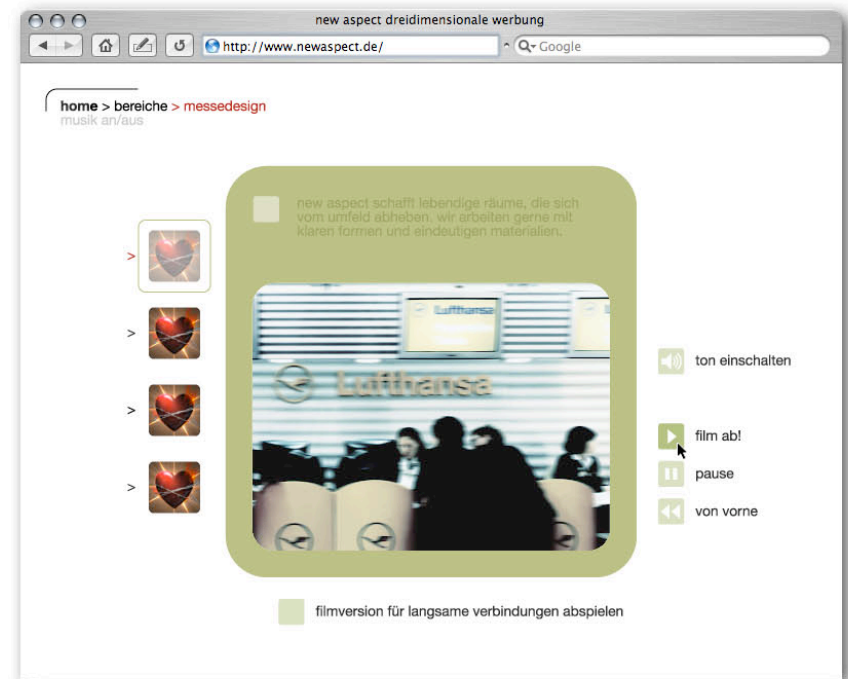 new aspect dreidimensionale werbung
http://www.newaspect.de/
Google
home > bereiche > messedesign
musik an/aus
new aspect schafft lebendige räume, die sich
vom umfeld abheben. wir arbeiten gerne mit
klaren formen und eindeutigen materialien.
>
>
>
>
Lufthansa
Lufthansa
ton einschalten
film ab!
pause
von vorne
filmversion für langsame verbindungen abspielen